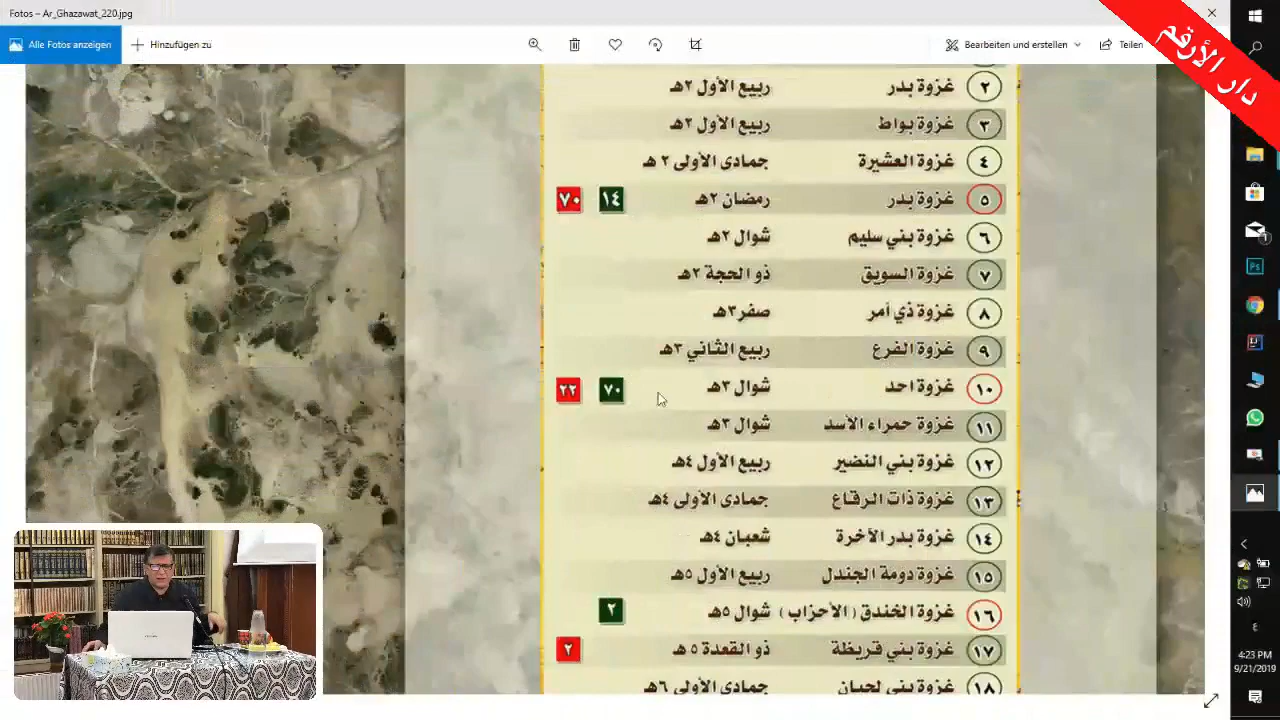 Fotos – Ar_Ghazawat_220.jpg
Alle Fotos anzeigen
Hinzufügen zu
Bearbeiten und erstellen
Teilen
دار الأرقم
٢ غزوة بدر ربيع الأول ٢هـ
٣ غزوة بواط ربيع الأول ٢هـ
٤ غزوة العشيرة جمادى الأولى ٢ هـ
٥ غزوة بدر رمضان ٢هـ ١٤ ٧٠
٦ غزوة بني سليم شوال ٢هـ
٧ غزوة السويق ذو الحجة ٢هـ
٨ غزوة ذي أمر صفر ٣هـ
٩ غزوة الفرع ربيع الثاني ٣هـ
١٠ غزوة احد شوال ٣هـ ٧٠ ٢٢
١١ غزوة حمراء الأسد شوال ٣هـ
١٢ غزوة بني النضير ربيع الأول ٤هـ
١٣ غزوة ذات الرقاع جمادى الأولى ٤هـ
١٤ غزوة بدر الآخرة شعبان ٤هـ
١٥ غزوة دومة الجندل ربيع الأول ٥هـ
١٦ غزوة الخندق (الأحزاب) شوال ٥هـ ٢
١٧ غزوة بني قريظة ذو القعدة ٥ هـ ٢
١٨ غزوة بني لحيان جمادى الأولى ٦هـ
Ps
ع
4:23 PM
9/21/2019